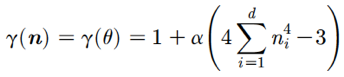 γ(n) = γ(θ) = 1 + α ( 4 ∑_{i=1}^{d} n_i^4 − 3 )